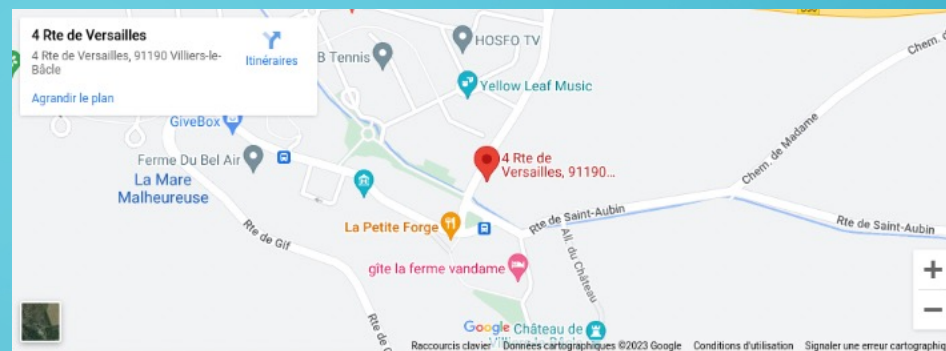 4 Rte de Versailles
4 Rte de Versailles, 91190 Villiers-le-
Bâcle
Itinéraires
Agrandir le plan
B Tennis
HOSFO TV
Yellow Leaf Music
Chem. de
GiveBox
Ferme Du Bel Air
La Mare
Malheureuse
4 Rte de
Versailles, 91190...
Chem. de Madame
La Petite Forge
Rte de Saint-Aubin
Rte de Saint-Aubin
Rte de Gif
All. du Château
gîte la ferme vandame
Rte de G
Google
Château de
Raccourcis clavier
Données cartographiques ©2023 Google
Conditions d'utilisation
Signaler une erreur cartographiq